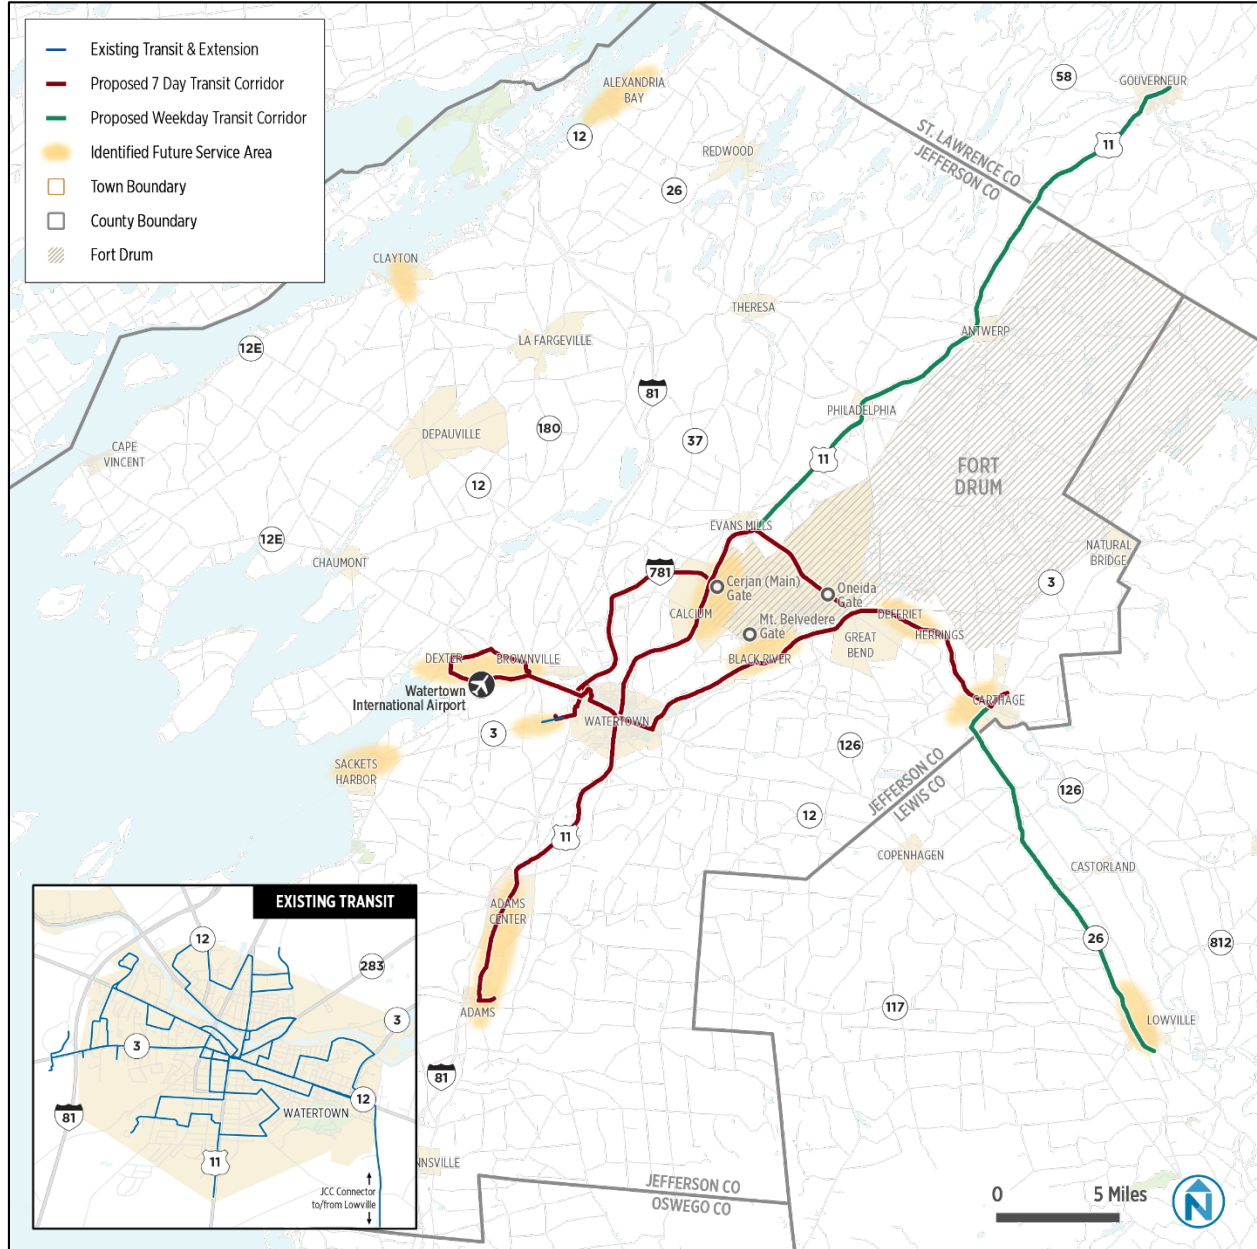 Existing Transit & Extension
Proposed 7 Day Transit Corridor
Proposed Weekday Transit Corridor
Identified Future Service Area
Town Boundary
County Boundary
Fort Drum
ALEXANDRIA
BAY
12
REDWOOD
26
58
GOUVERNEUR
11
ST. LAWRENCE CO
JEFFERSON CO
CLAYTON
12E
LA FARGEVILLE
THERESA
ANTWERP
81
PHILADELPHIA
180
37
DEPAUVILLE
11
CAPE
VINCENT
12
FORT
DRUM
EVANS MILLS
12E
CHAUMONT
NATURAL
BRIDGE
781
3
Cerjan (Main)
Gate
Oneida
Gate
CALCIUM
Mt. Belvedere
Gate
DEFERIET
HERRINGS
GREAT
BEND
BLACK RIVER
DEXTER
BROWNVILLE
Watertown
International Airport
CARTHAGE
WATERTOWN
3
126
SACKETS
HARBOR
JEFFERSON CO
LEWIS CO
126
12
11
COPENHAGEN
CASTORLAND
ADAMS
CENTER
26
812
ADAMS
117
LOWVILLE
81
NNSVILLE
JEFFERSON CO
OSWEGO CO
EXISTING TRANSIT
12
283
3
3
12
WATERTOWN
81
11
JCC Connector
to/from Lowville
0 5 Miles
N